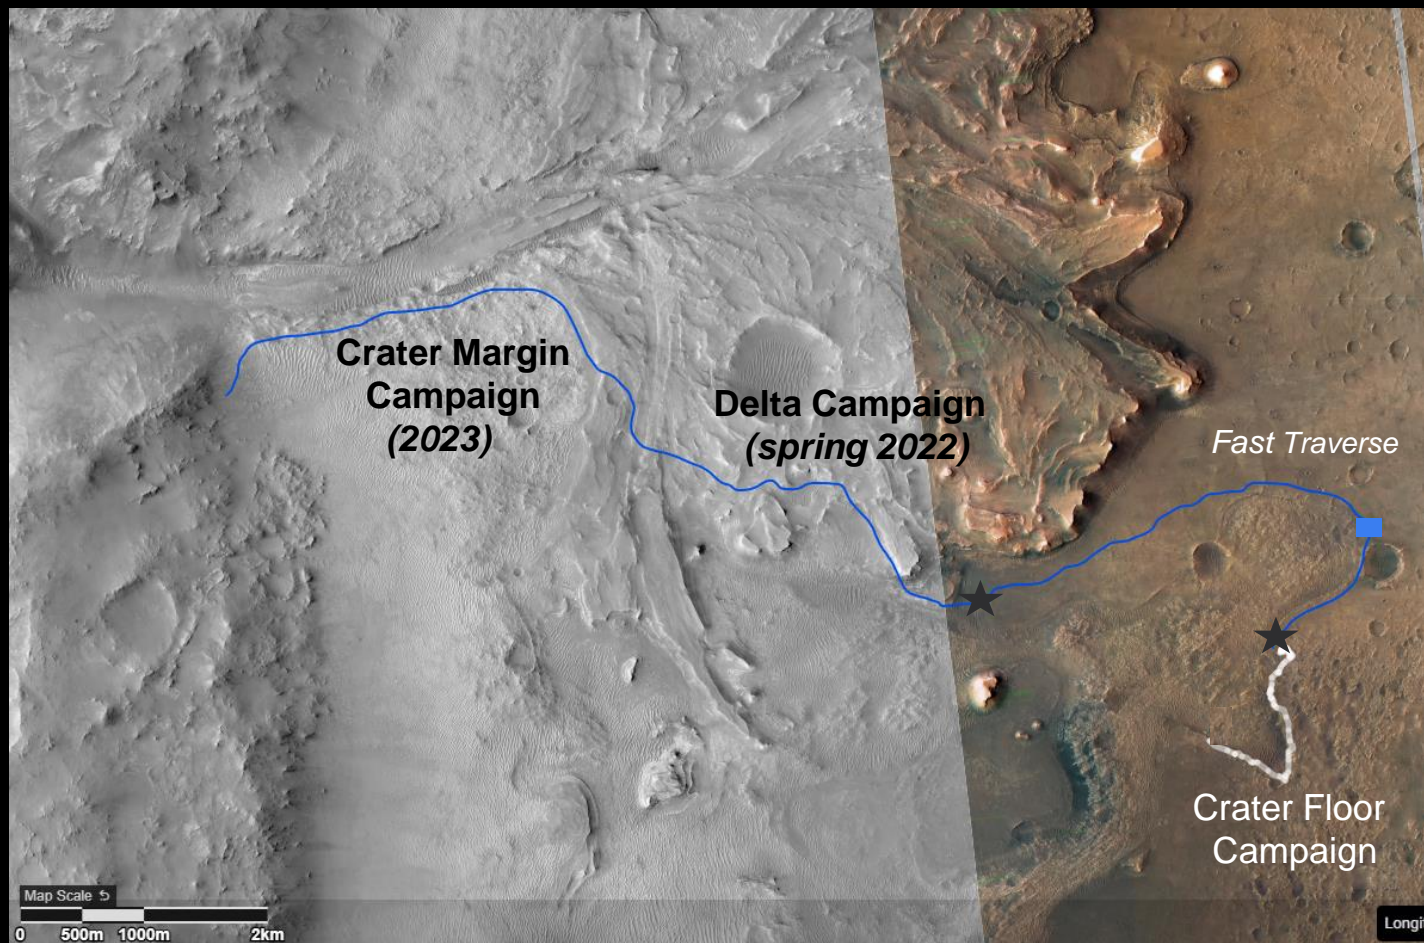 Crater Margin
Campaign
(2023)
Delta Campaign
(spring 2022)
Fast Traverse
Crater Floor
Campaign
Map Scale
0 500m 1000m 2km